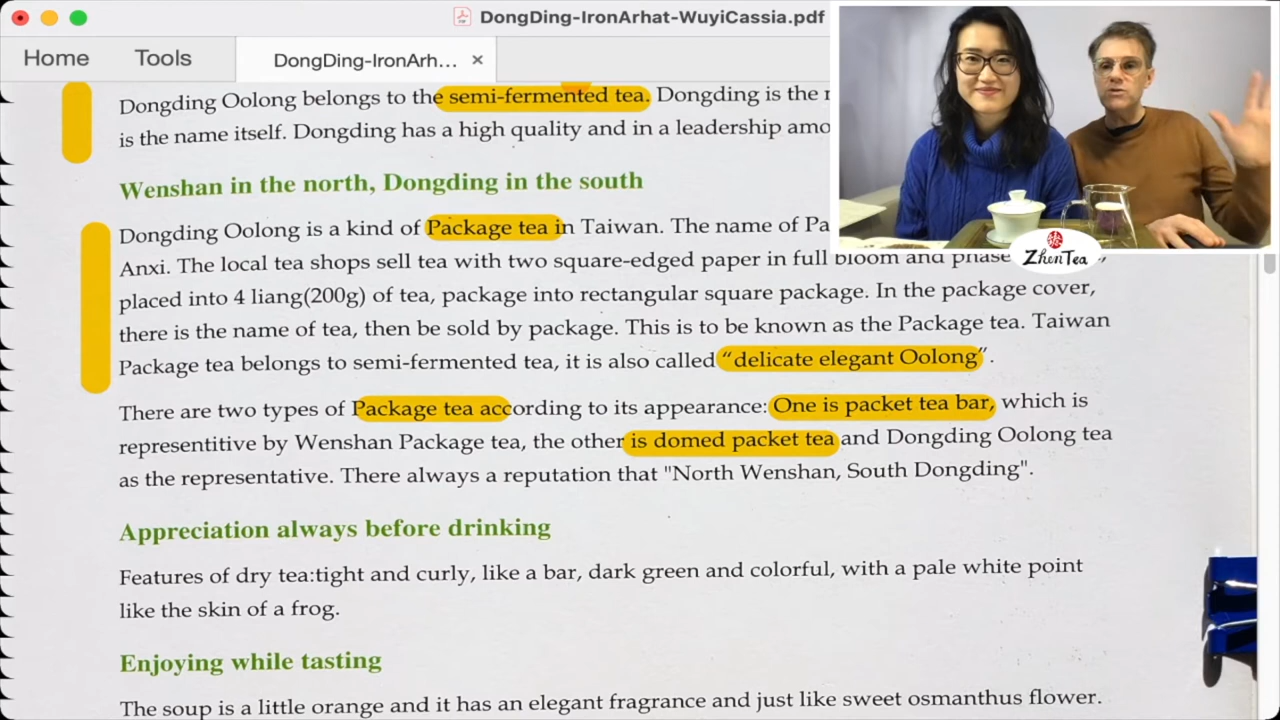 DongDing-IronArhat-WuyiCassia.pdf
Home Tools DongDing-IronArh... ×
Dongding Oolong belongs to the semi-fermented tea. Dongding is the
is the name itself. Dongding has a high quality and in a leadership
Wenshan in the north, Dongding in the south
Dongding Oolong is a kind of Package tea in Taiwan. The name of
Anxi. The local tea shops sell tea with two square-edged paper in full bloom and phase
placed into 4 liang(200g) of tea, package into rectangular square package. In the package cover,
there is the name of tea, then be sold by package. This is to be known as the Package tea. Taiwan
Package tea belongs to semi-fermented tea, it is also called “delicate elegant Oolong”.
There are two types of Package tea according to its appearance: One is packet tea bar, which is
representitive by Wenshan Package tea, the other is domed packet tea and Dongding Oolong tea
as the representative. There always a reputation that "North Wenshan, South Dongding".
Appreciation always before drinking
Features of dry tea:tight and curly, like a bar, dark green and colorful, with a pale white point
like the skin of a frog.
Enjoying while tasting
The soup is a little orange and it has an elegant fragrance and just like sweet osmanthus flower.
ZhenTea